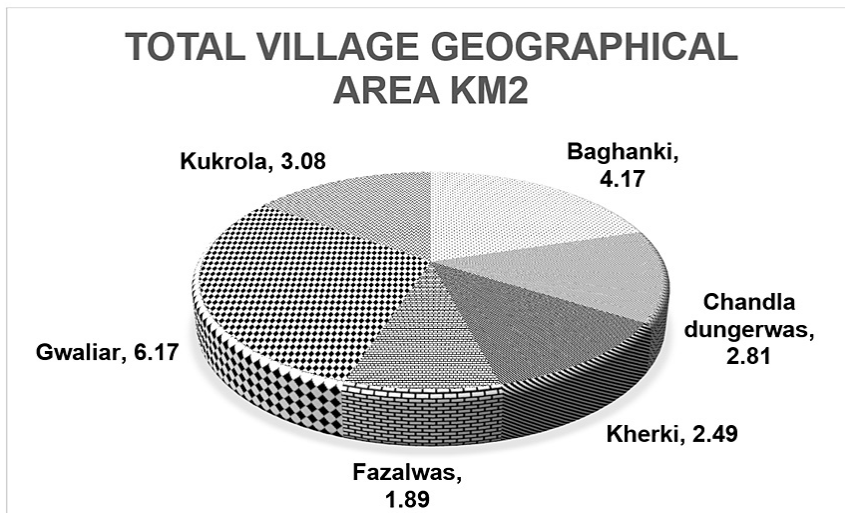 TOTAL VILLAGE GEOGRAPHICAL
AREA KM2
Kukrola, 3.08
Baghanki,
4.17
Chandla
dungerwas,
2.81
Gwaliar, 6.17
Kherki, 2.49
Fazalwas,
1.89